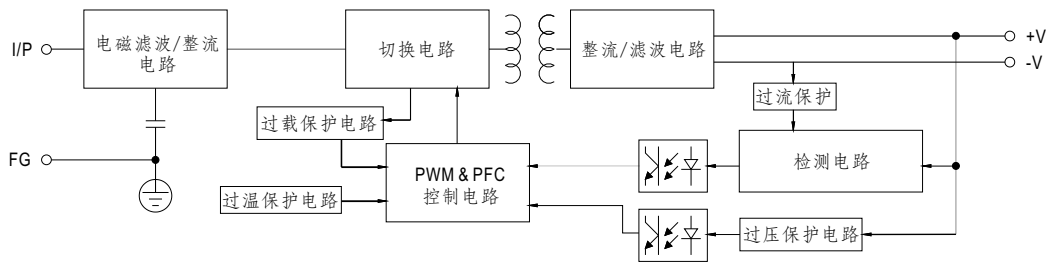 I/P
电磁滤波/整流
电路
切换电路
整流/滤波电路
+V
-V
过流保护
过载保护电路
FG
PWM & PFC
控制电路
检测电路
过温保护电路
过压保护电路